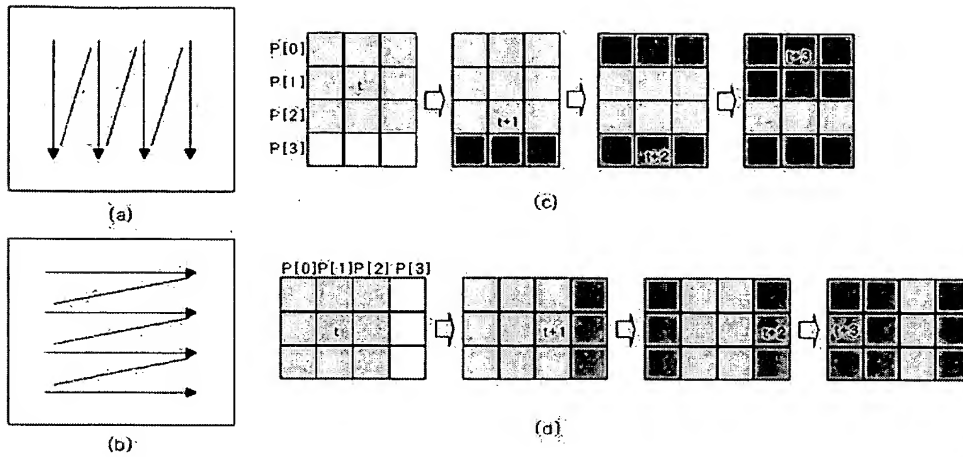 P[0]
P[1] t
P[2] t+1
P[3] t+2
t+3
(a)
(c)
P[0] P[1] P[2] P[3]
t t+1 t+2 t+3
(b)
(d)